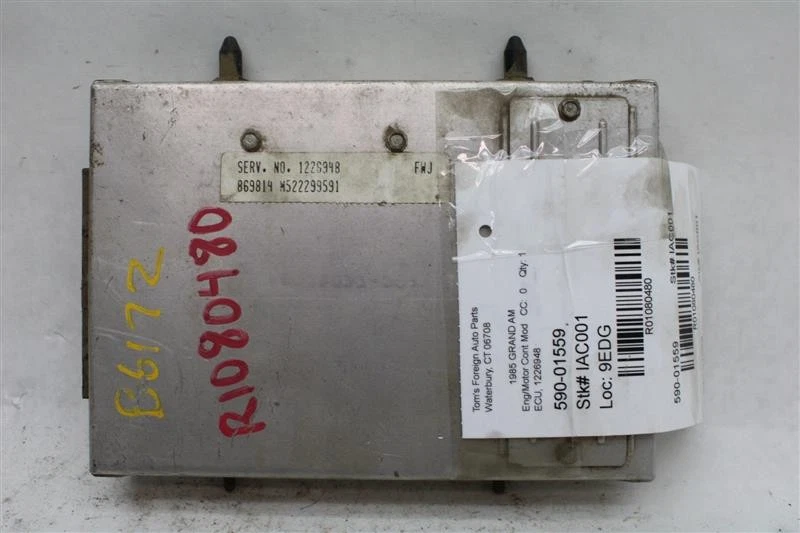 SERV. NO. 1226948 FWJ
869814 M522299591
B6172
R1080480
Tom's Foreign Auto Parts
Waterbury, CT 06708
1985 GRAND AM
Eng/Motor Cont Mod CC: 0 Qty: 1
ECU, 1226948
590-01559
Stk# IAC001
Loc: 9EDG
R01080480
Stk# IAC001
590-01559
R01080480